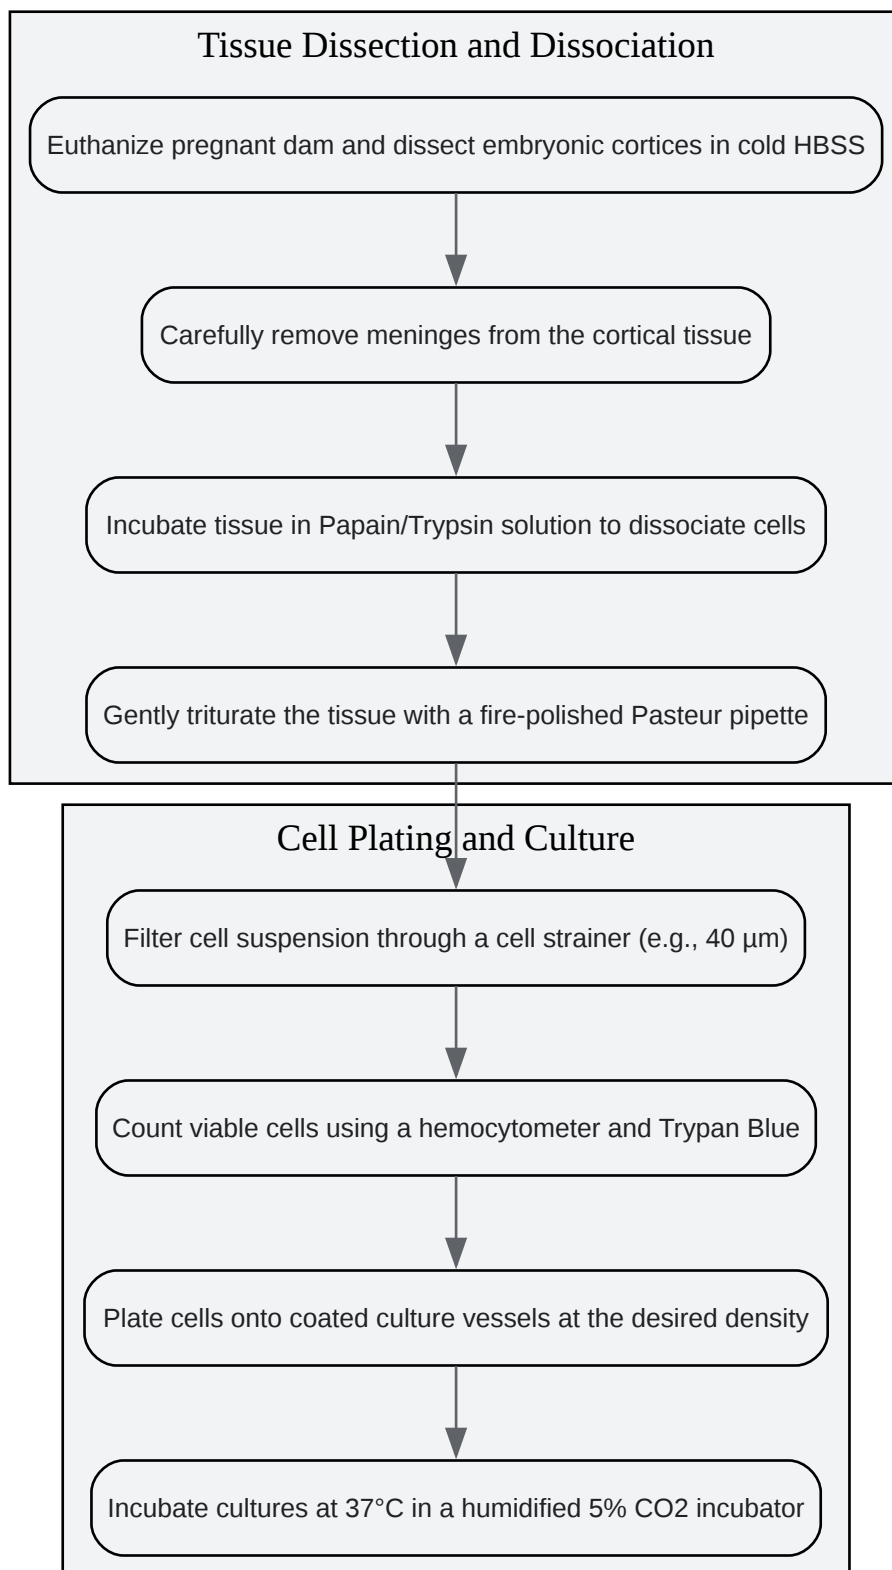 Tissue Dissection and Dissociation
Euthanize pregnant dam and dissect embryonic cortices in cold HBSS
Carefully remove meninges from the cortical tissue
Incubate tissue in Papain/Trypsin solution to dissociate cells
Gently triturate the tissue with a fire-polished Pasteur pipette
Cell Plating and Culture
Filter cell suspension through a cell strainer (e.g., 40 µm)
Count viable cells using a hemocytometer and Trypan Blue
Plate cells onto coated culture vessels at the desired density
Incubate cultures at 37°C in a humidified 5% CO2 incubator